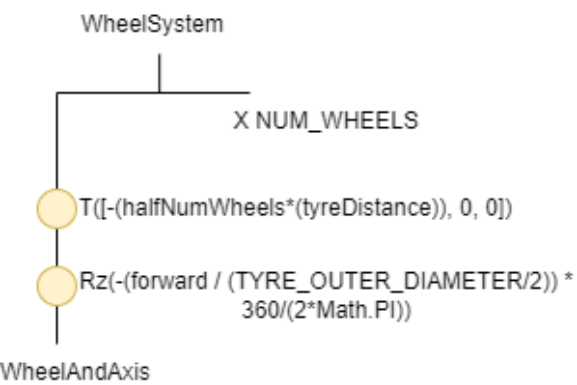 WheelSystem
X NUM_WHEELS
T([-(halfNumWheels*(tyreDistance)), 0, 0])
Rz(-(forward / (TYRE_OUTER_DIAMETER/2)) *
360/(2*Math.PI))
WheelAndAxis